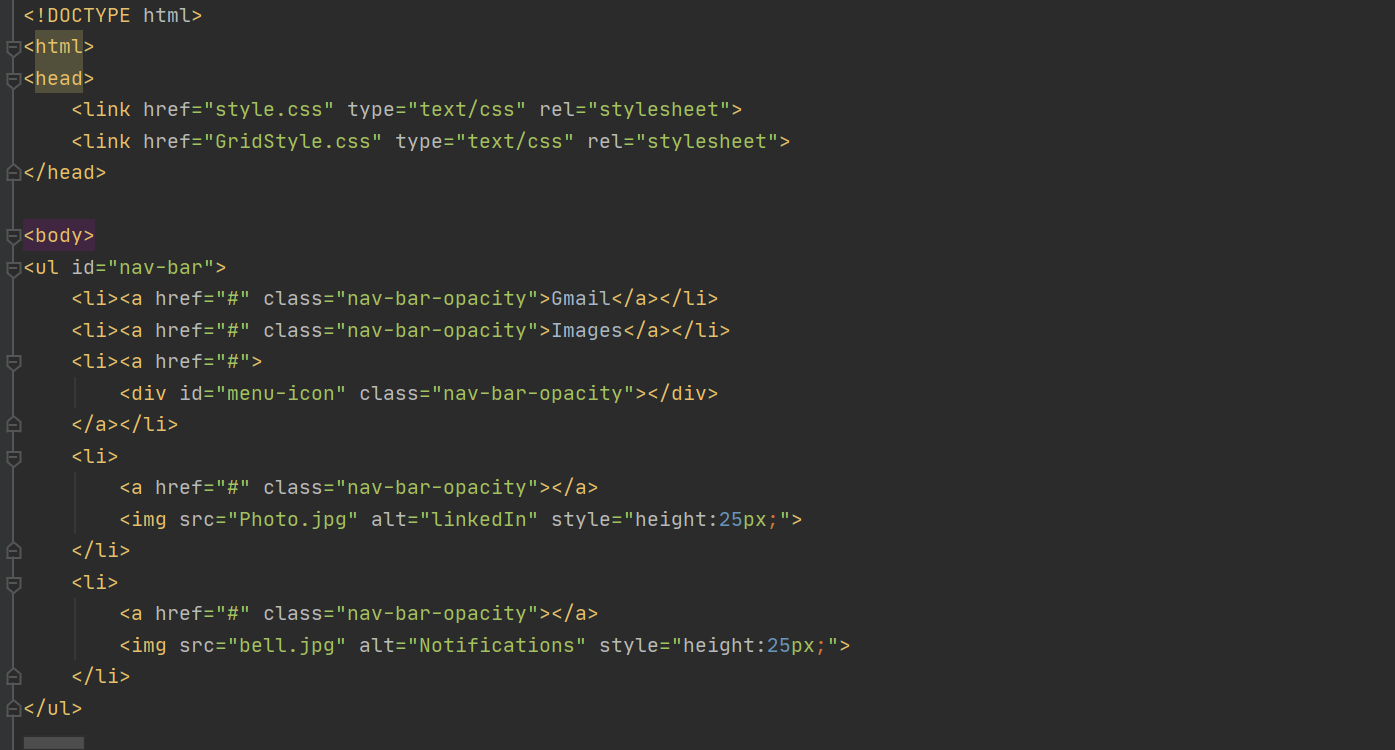 <!DOCTYPE html>
<html>
<head>
    <link href="style.css" type="text/css" rel="stylesheet">
    <link href="GridStyle.css" type="text/css" rel="stylesheet">
</head>

<body>
<ul id="nav-bar">
    <li><a href="#" class="nav-bar-opacity">Gmail</a></li>
    <li><a href="#" class="nav-bar-opacity">Images</a></li>
    <li><a href="#">
        <div id="menu-icon" class="nav-bar-opacity"></div>
    </a></li>
    <li>
        <a href="#" class="nav-bar-opacity"></a>
        <img src="Photo.jpg" alt="linkedIn" style="height:25px;">
    </li>
    <li>
        <a href="#" class="nav-bar-opacity"></a>
        <img src="bell.jpg" alt="Notifications" style="height:25px;">
    </li>
</ul>